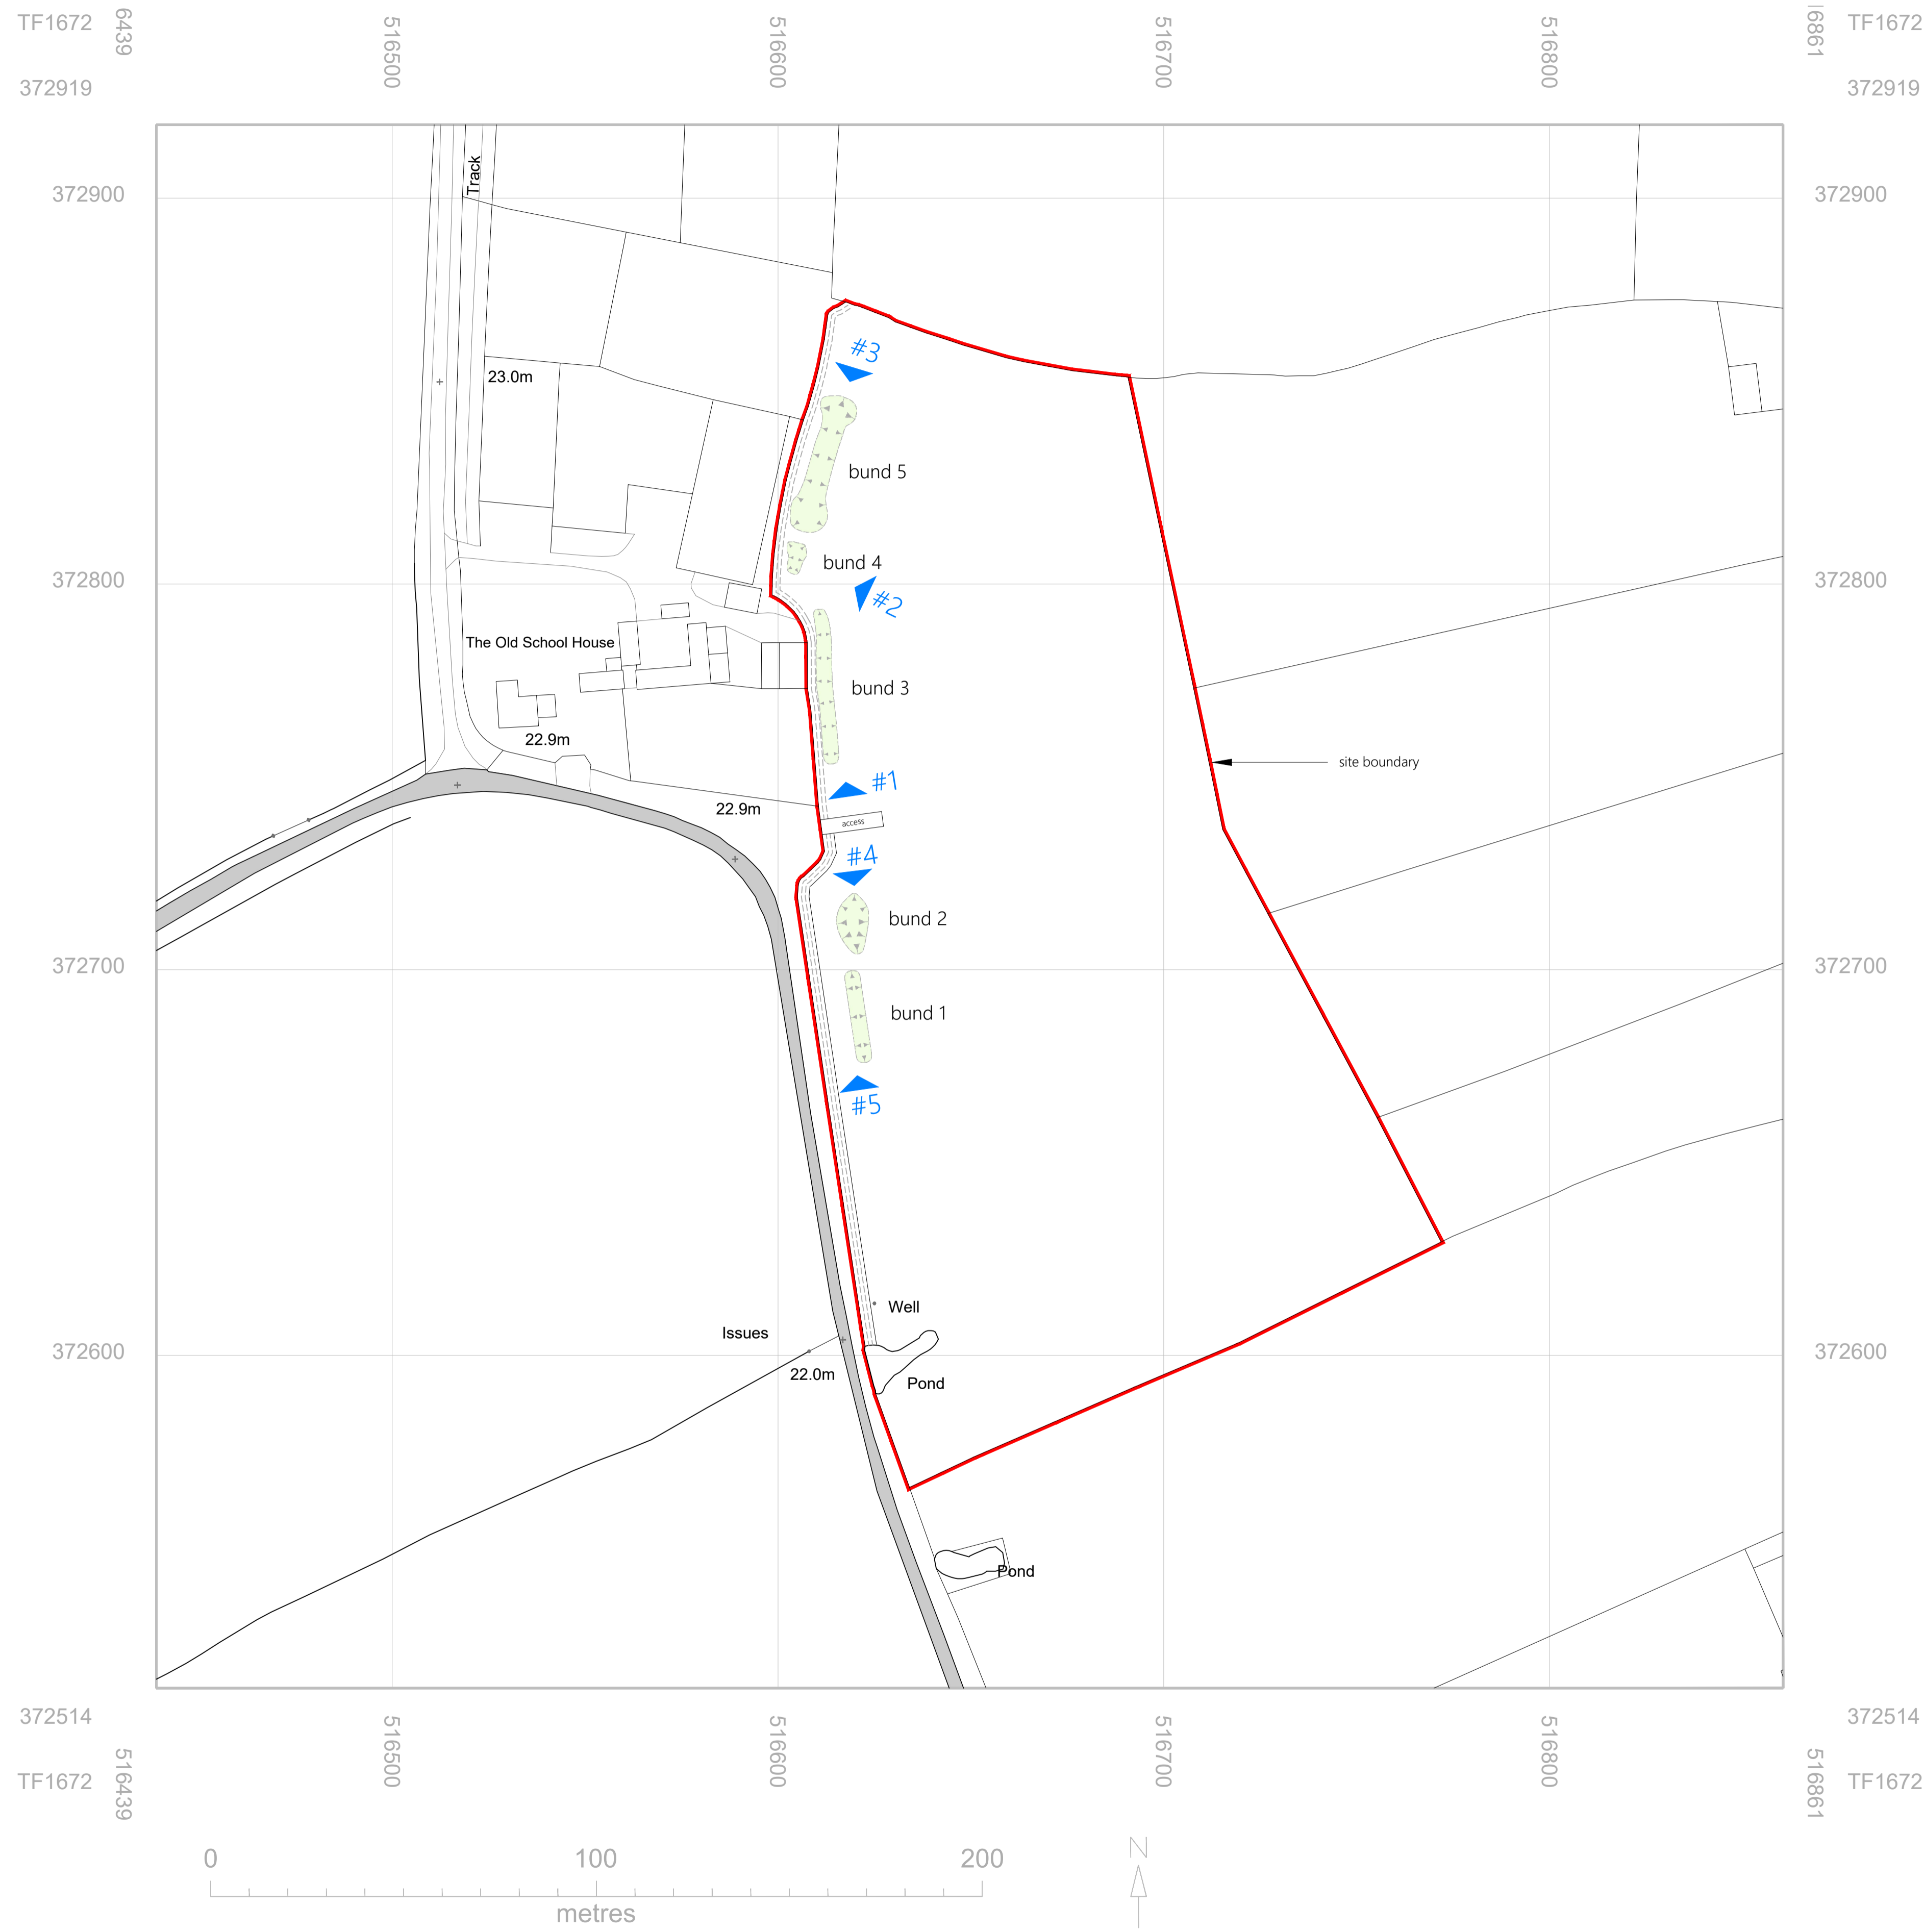 TF1672
6439
516500
516600
516700
516800
6861
TF1672
372919
372919
Track
372900
372900
#3
23.0m
bund 5
bund 4
372800
372800
#2
The Old School House
bund 3
22.9m
site boundary
#1
22.9m
access
#4
bund 2
372700
372700
bund 1
#5
Well
Issues
372600
372600
22.0m
Pond
Pond
372514
372514
516500
516600
516700
516800
TF1672
516439
516861
TF1672
0
100
200
N
metres